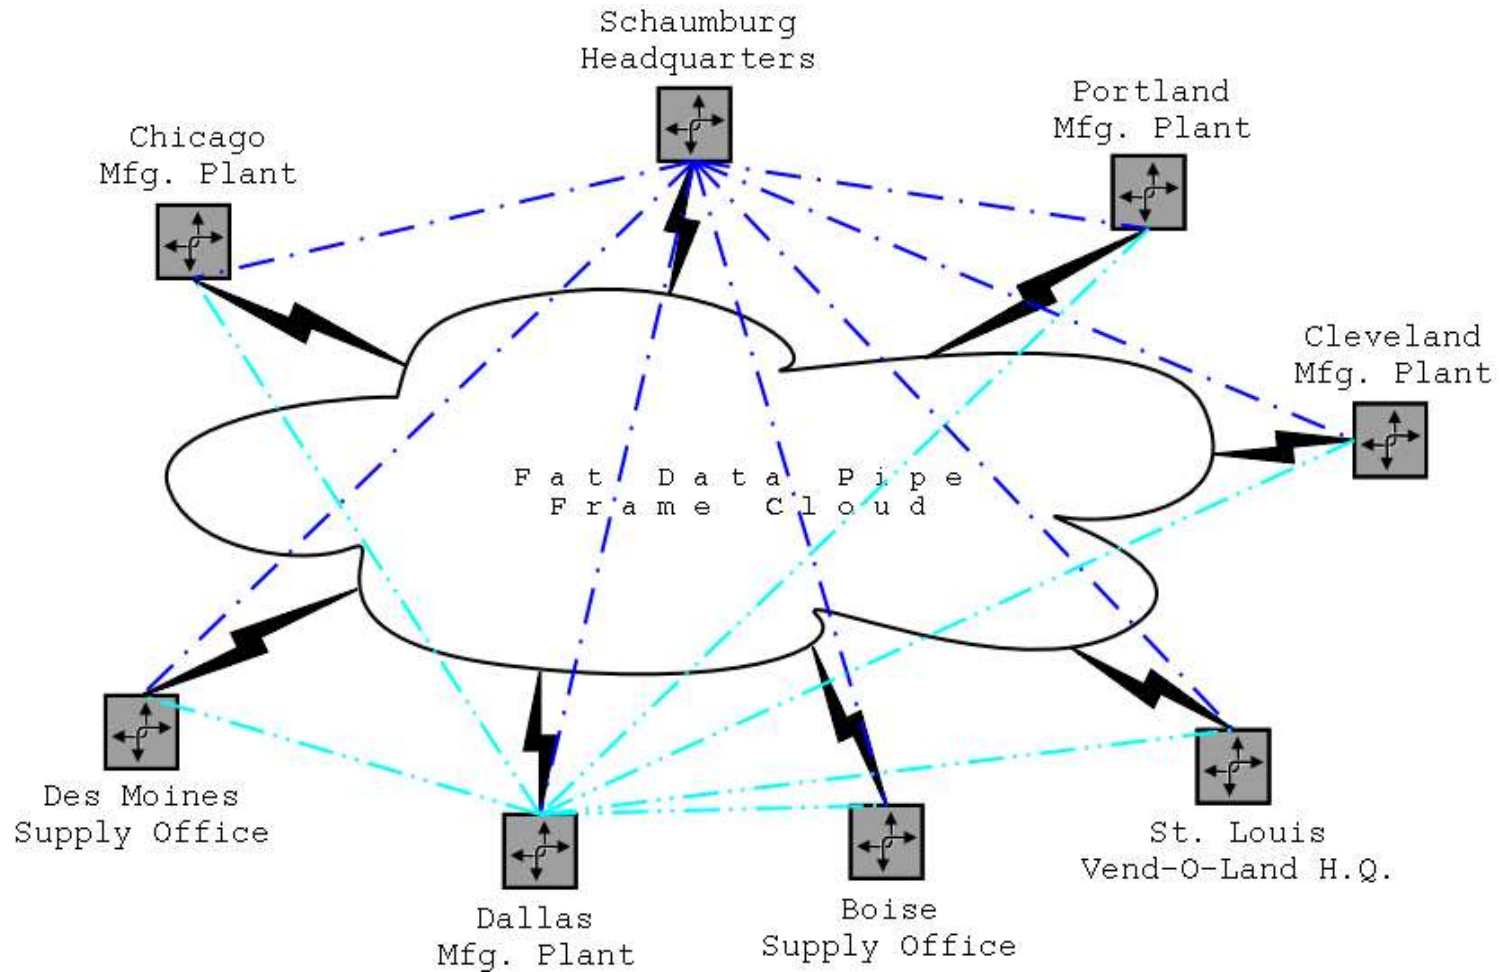 Schaumburg
Headquarters
Portland
Mfg. Plant
Chicago
Mfg. Plant
Cleveland
Mfg. Plant
Fat Data Pipe
Frame Cloud
Des Moines
Supply Office
St. Louis
Vend-O-Land H.Q.
Boise
Supply Office
Dallas
Mfg. Plant